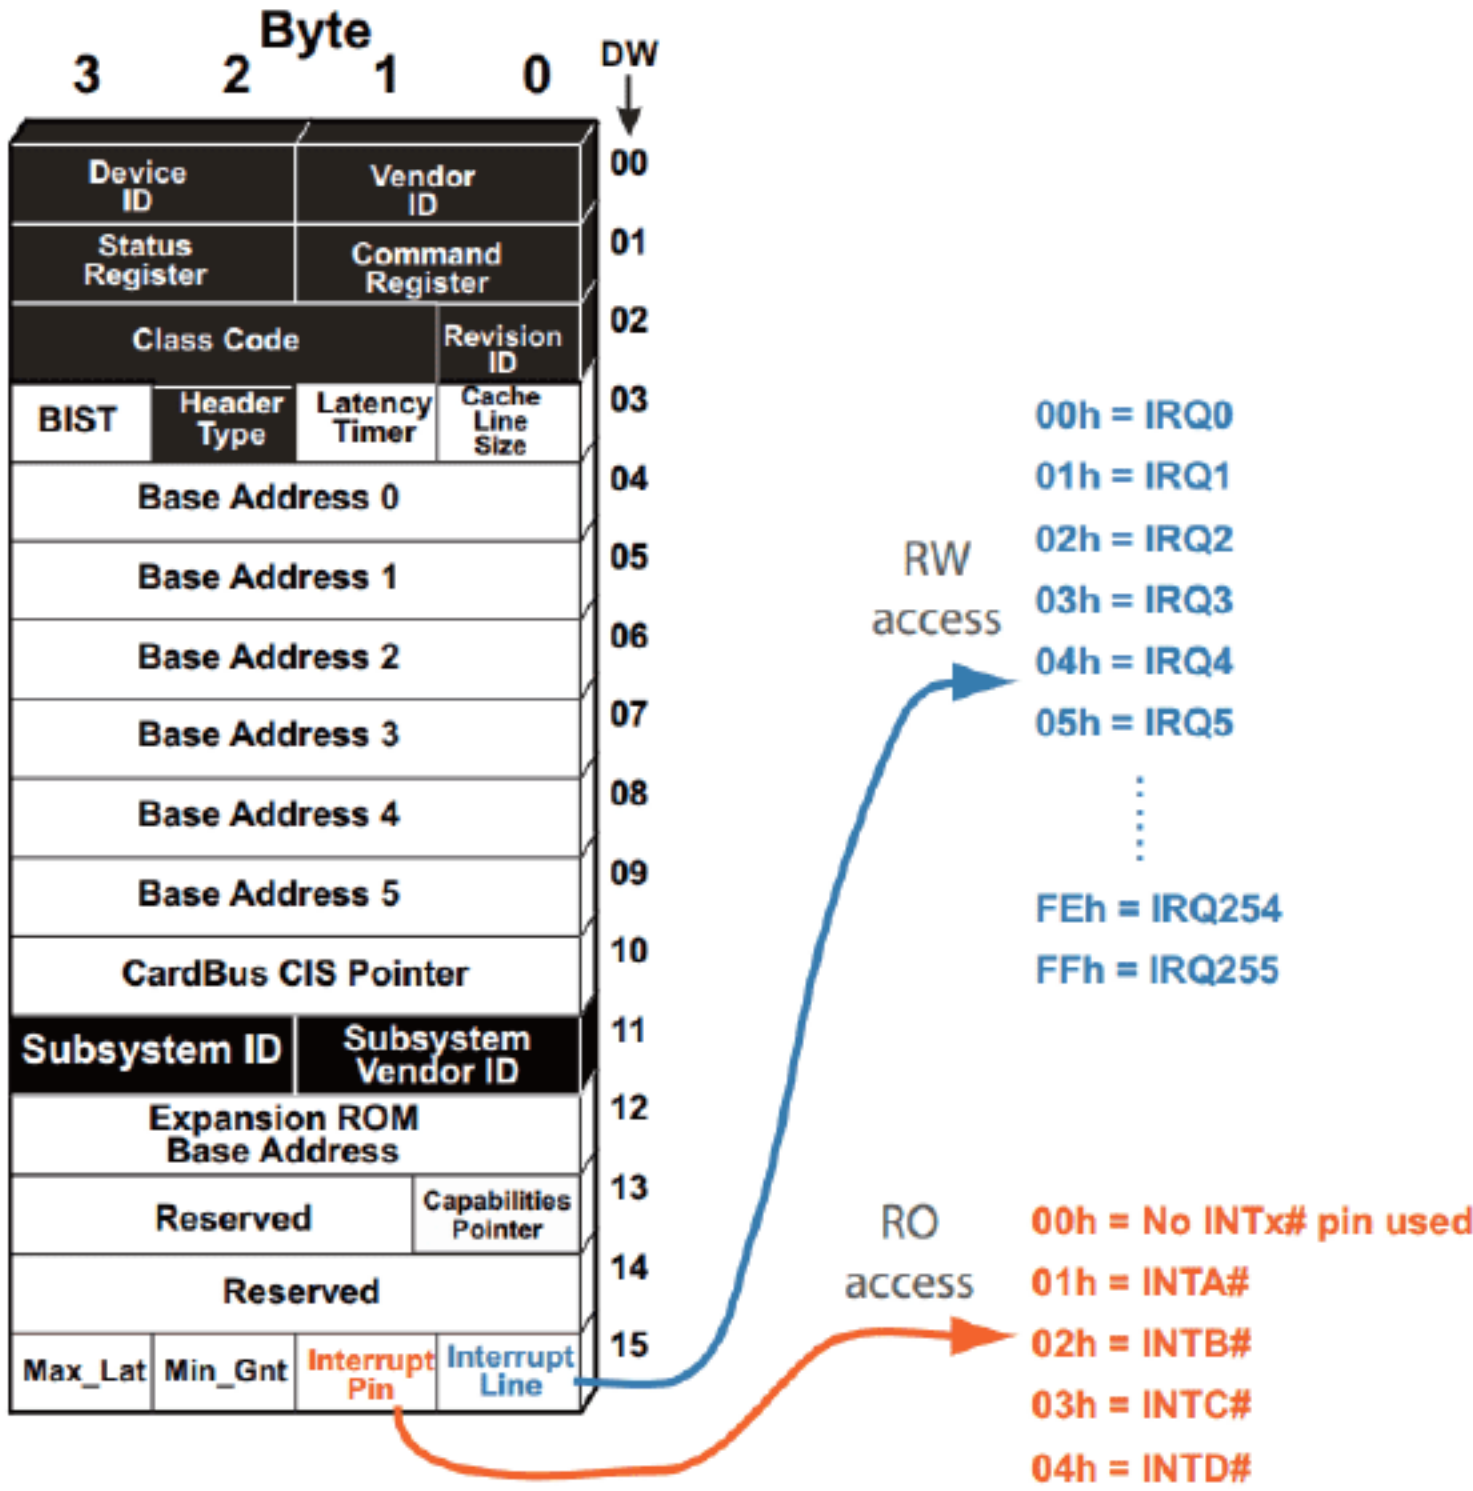 Byte
3 2 1 0 DW
Device
ID
Vendor
ID
00
Status
Register
Command
Register
01
Class Code
Revision
ID
02
BIST
Header
Type
Latency
Timer
Cache
Line
Size
03
Base Address 0
04
Base Address 1
05
Base Address 2
06
Base Address 3
07
Base Address 4
08
Base Address 5
09
CardBus CIS Pointer
10
Subsystem ID
Subsystem
Vendor ID
11
Expansion ROM
Base Address
12
Reserved
Capabilities
Pointer
13
Reserved
14
Max_Lat
Min_Gnt
Interrupt
Pin
Interrupt
Line
15
RW
access
00h = IRQ0
01h = IRQ1
02h = IRQ2
03h = IRQ3
04h = IRQ4
05h = IRQ5
FEh = IRQ254
FFh = IRQ255
RO
access
00h = No INTx# pin used
01h = INTA#
02h = INTB#
03h = INTC#
04h = INTD#